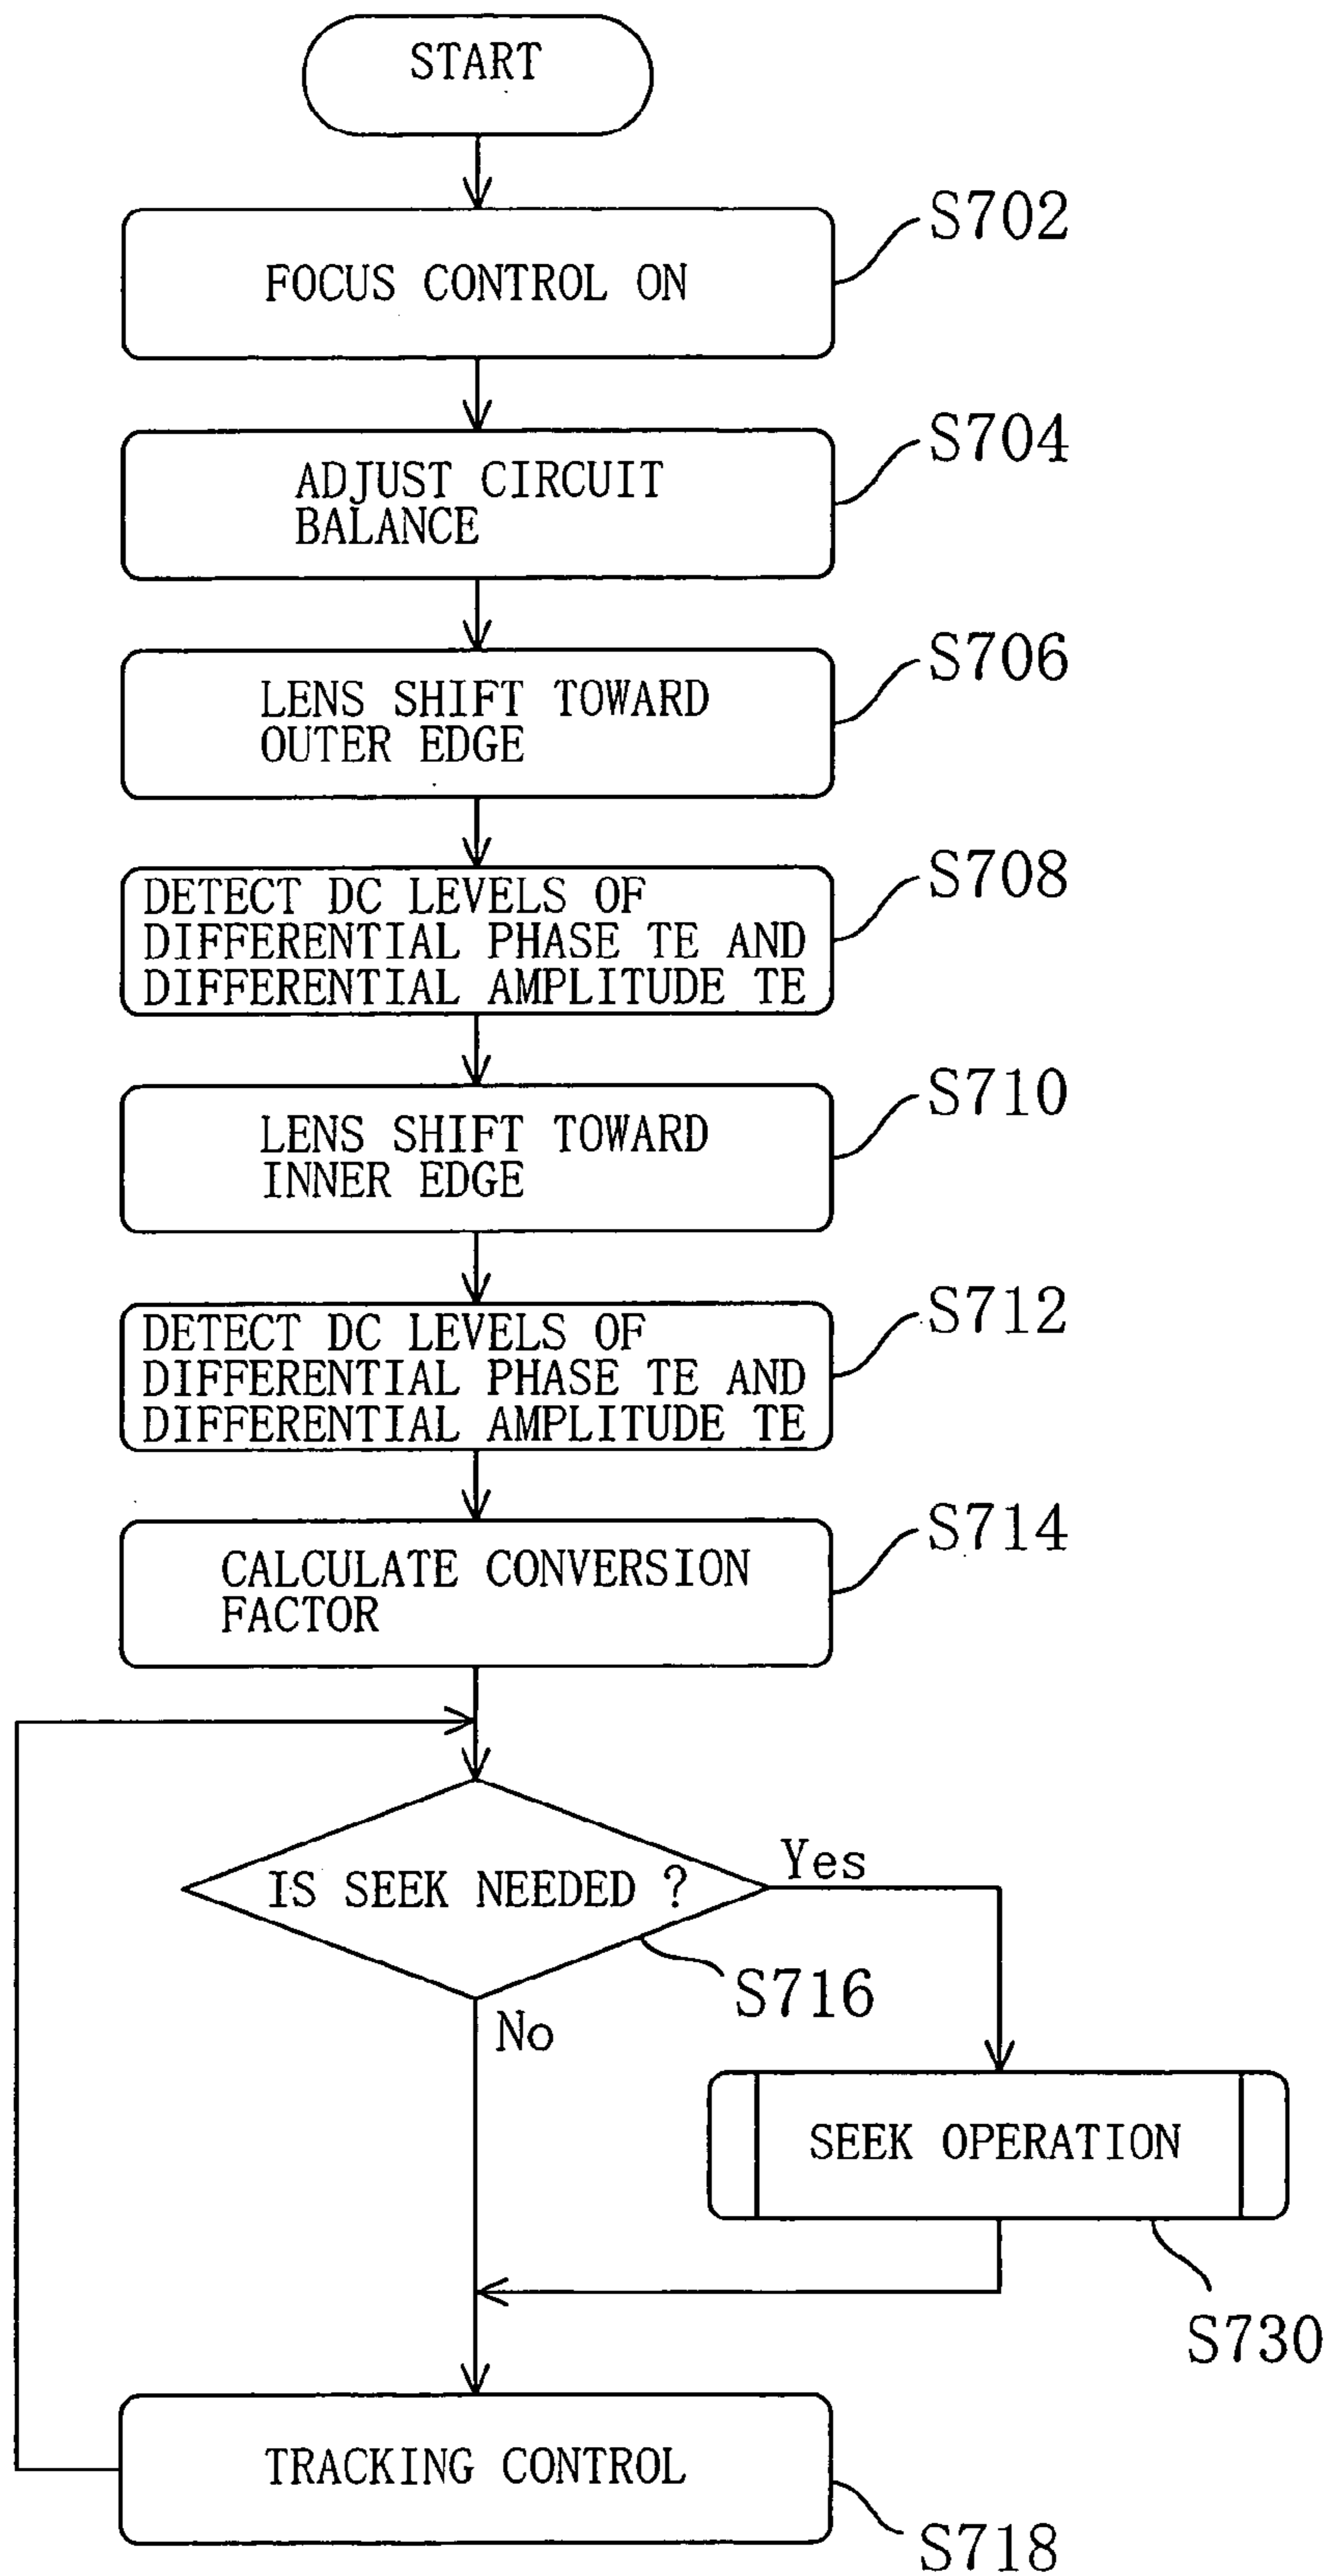 START
S702
FOCUS CONTROL ON
S704
ADJUST CIRCUIT
BALANCE
S706
LENS SHIFT TOWARD
OUTER EDGE
S708
DETECT DC LEVELS OF
DIFFERENTIAL PHASE TE AND
DIFFERENTIAL AMPLITUDE TE
S710
LENS SHIFT TOWARD
INNER EDGE
S712
DETECT DC LEVELS OF
DIFFERENTIAL PHASE TE AND
DIFFERENTIAL AMPLITUDE TE
S714
CALCULATE CONVERSION
FACTOR
Yes
IS SEEK NEEDED ?
S716
No
SEEK OPERATION
S730
TRACKING CONTROL
S718